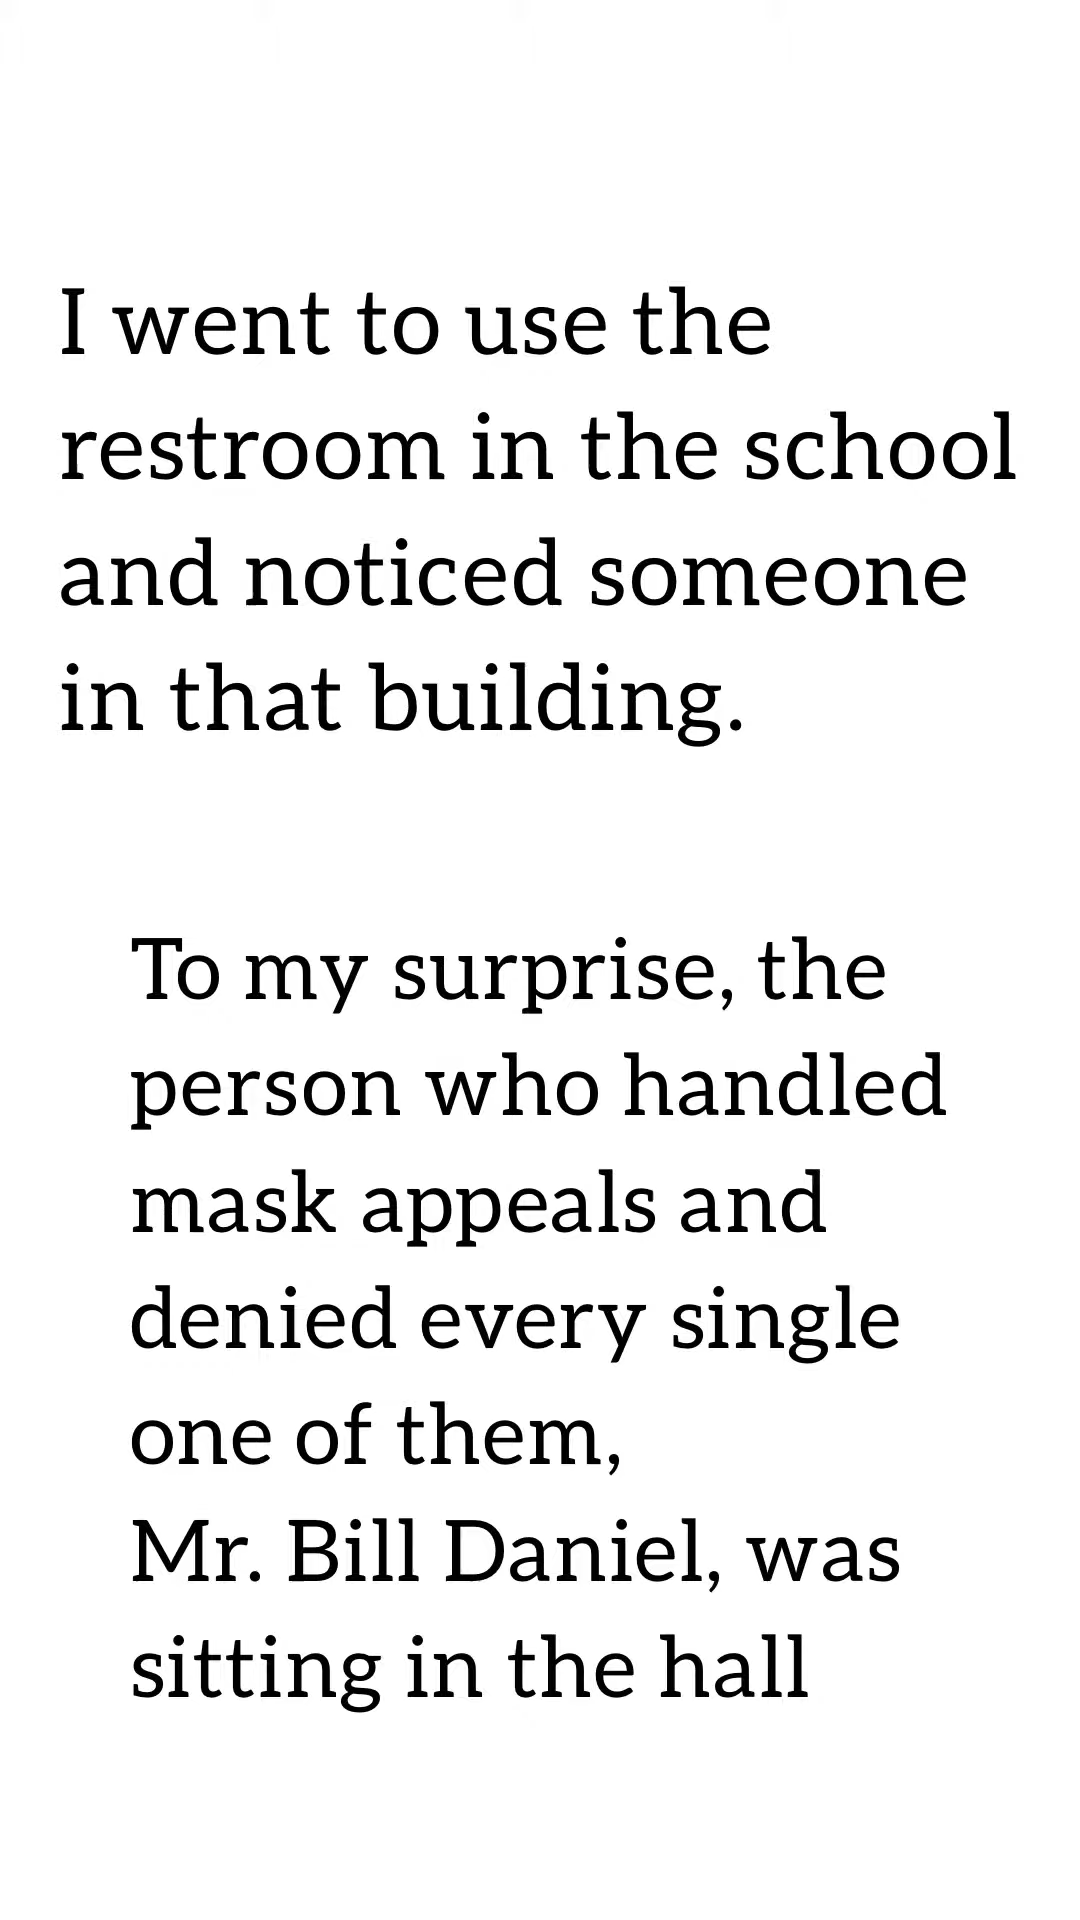 I went to use the
restroom in the school
and noticed someone
in that building.
To my surprise, the
person who handled
mask appeals and
denied every single
one of them,
Mr. Bill Daniel, was
sitting in the hall